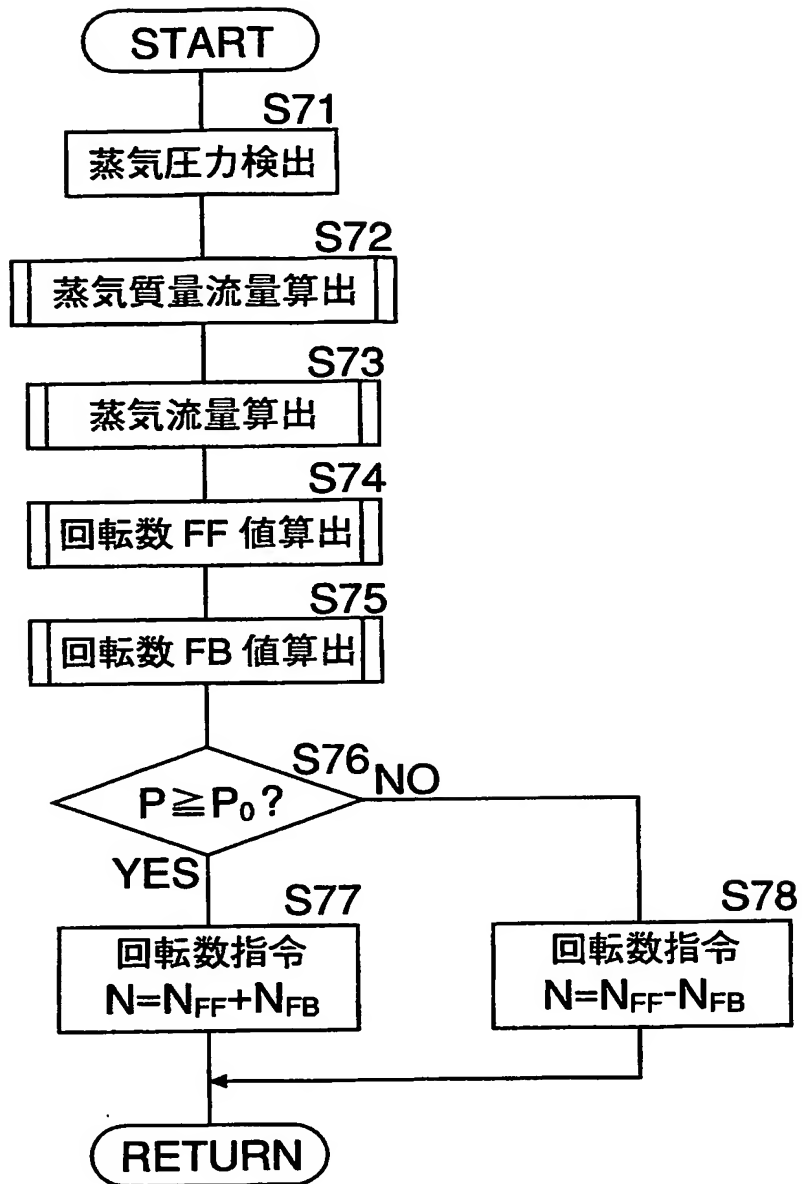 START
S71
蒸気圧力検出
S72
蒸気質量流量算出
S73
蒸気流量算出
S74
回転数 FF 値算出
S75
回転数 FB 値算出
S76
P≧P₀?
NO
YES
S77
回転数指令
N=NFF+NFB
S78
回転数指令
N=NFF-NFB
RETURN